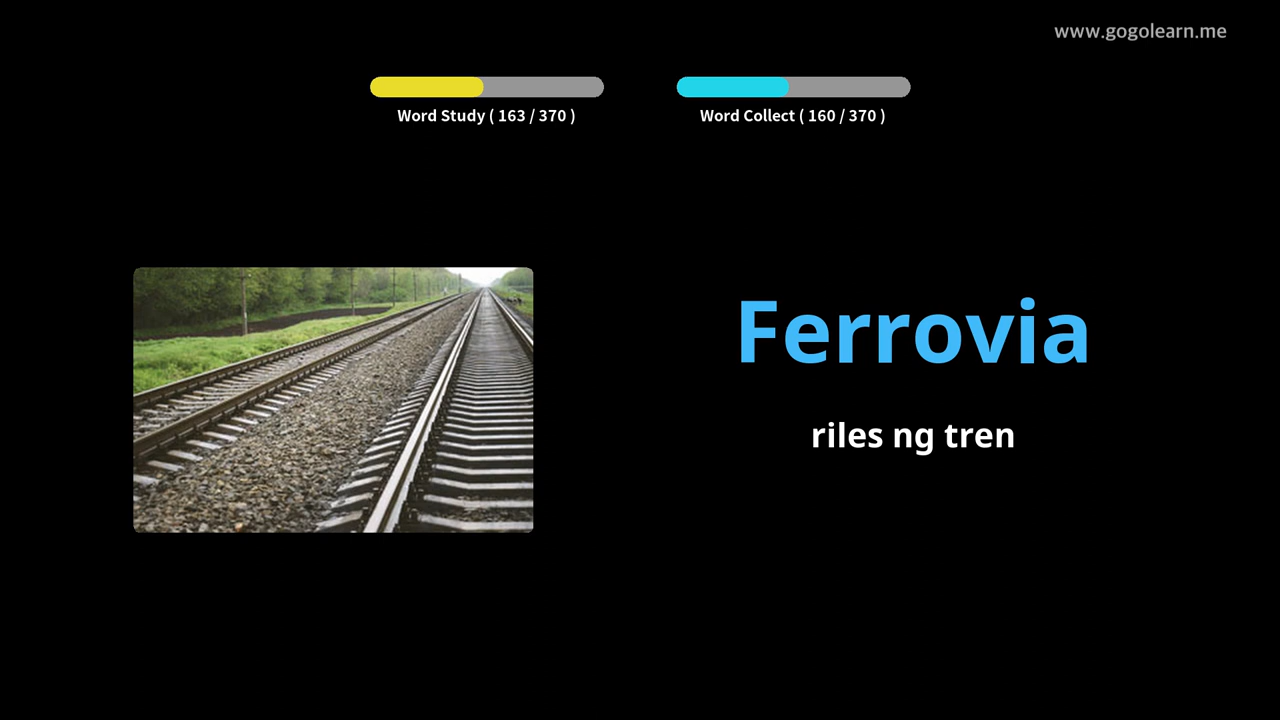 www.gogolearn.me
Word Study ( 163 / 370 )
Word Collect ( 160 / 370 )
Ferrovia
riles ng tren